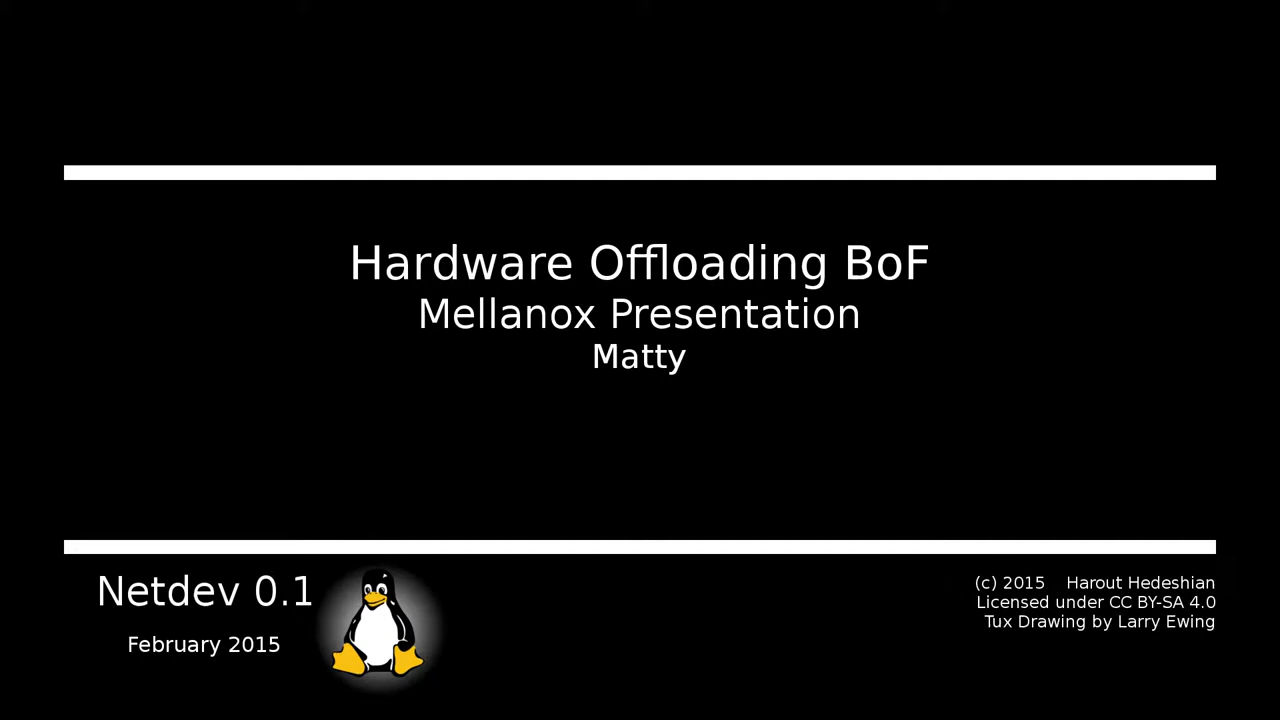 Hardware Offloading BoF
Mellanox Presentation
Matty
Netdev 0.1
February 2015
(c) 2015 Harout Hedeshian
Licensed under CC BY-SA 4.0
Tux Drawing by Larry Ewing